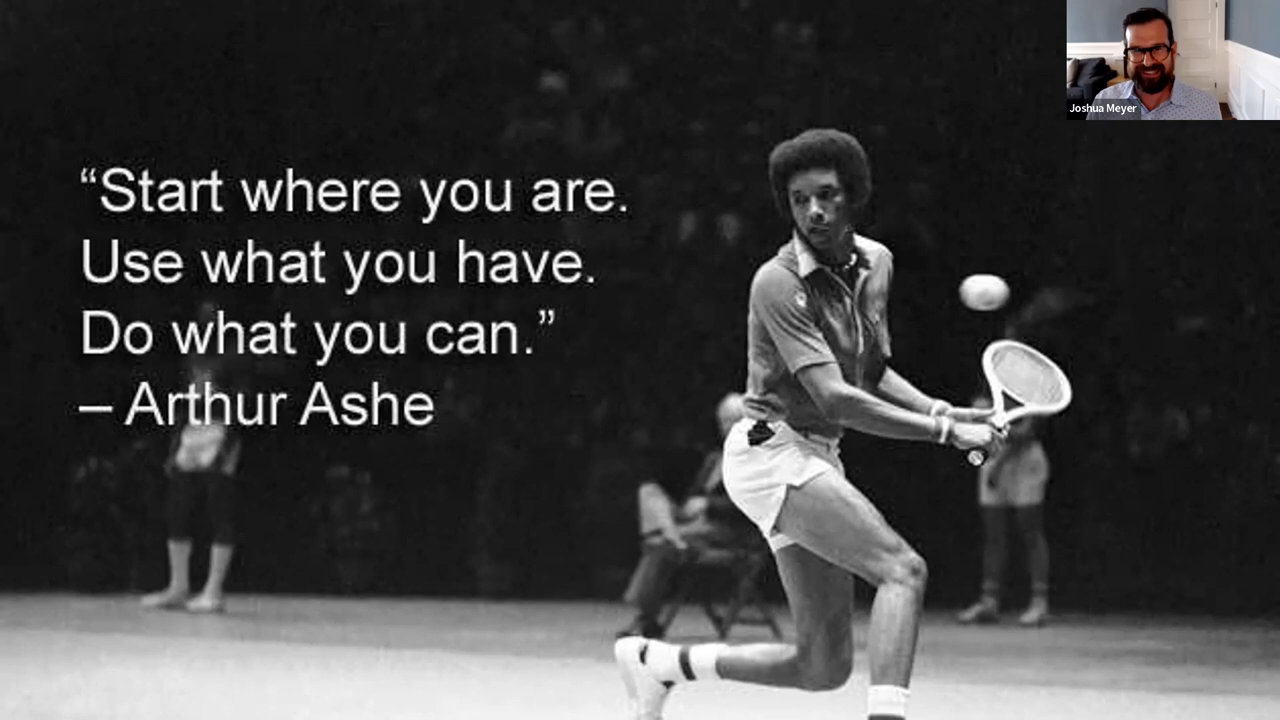 “Start where you are.
Use what you have.
Do what you can.”
– Arthur Ashe
Joshua Meyer